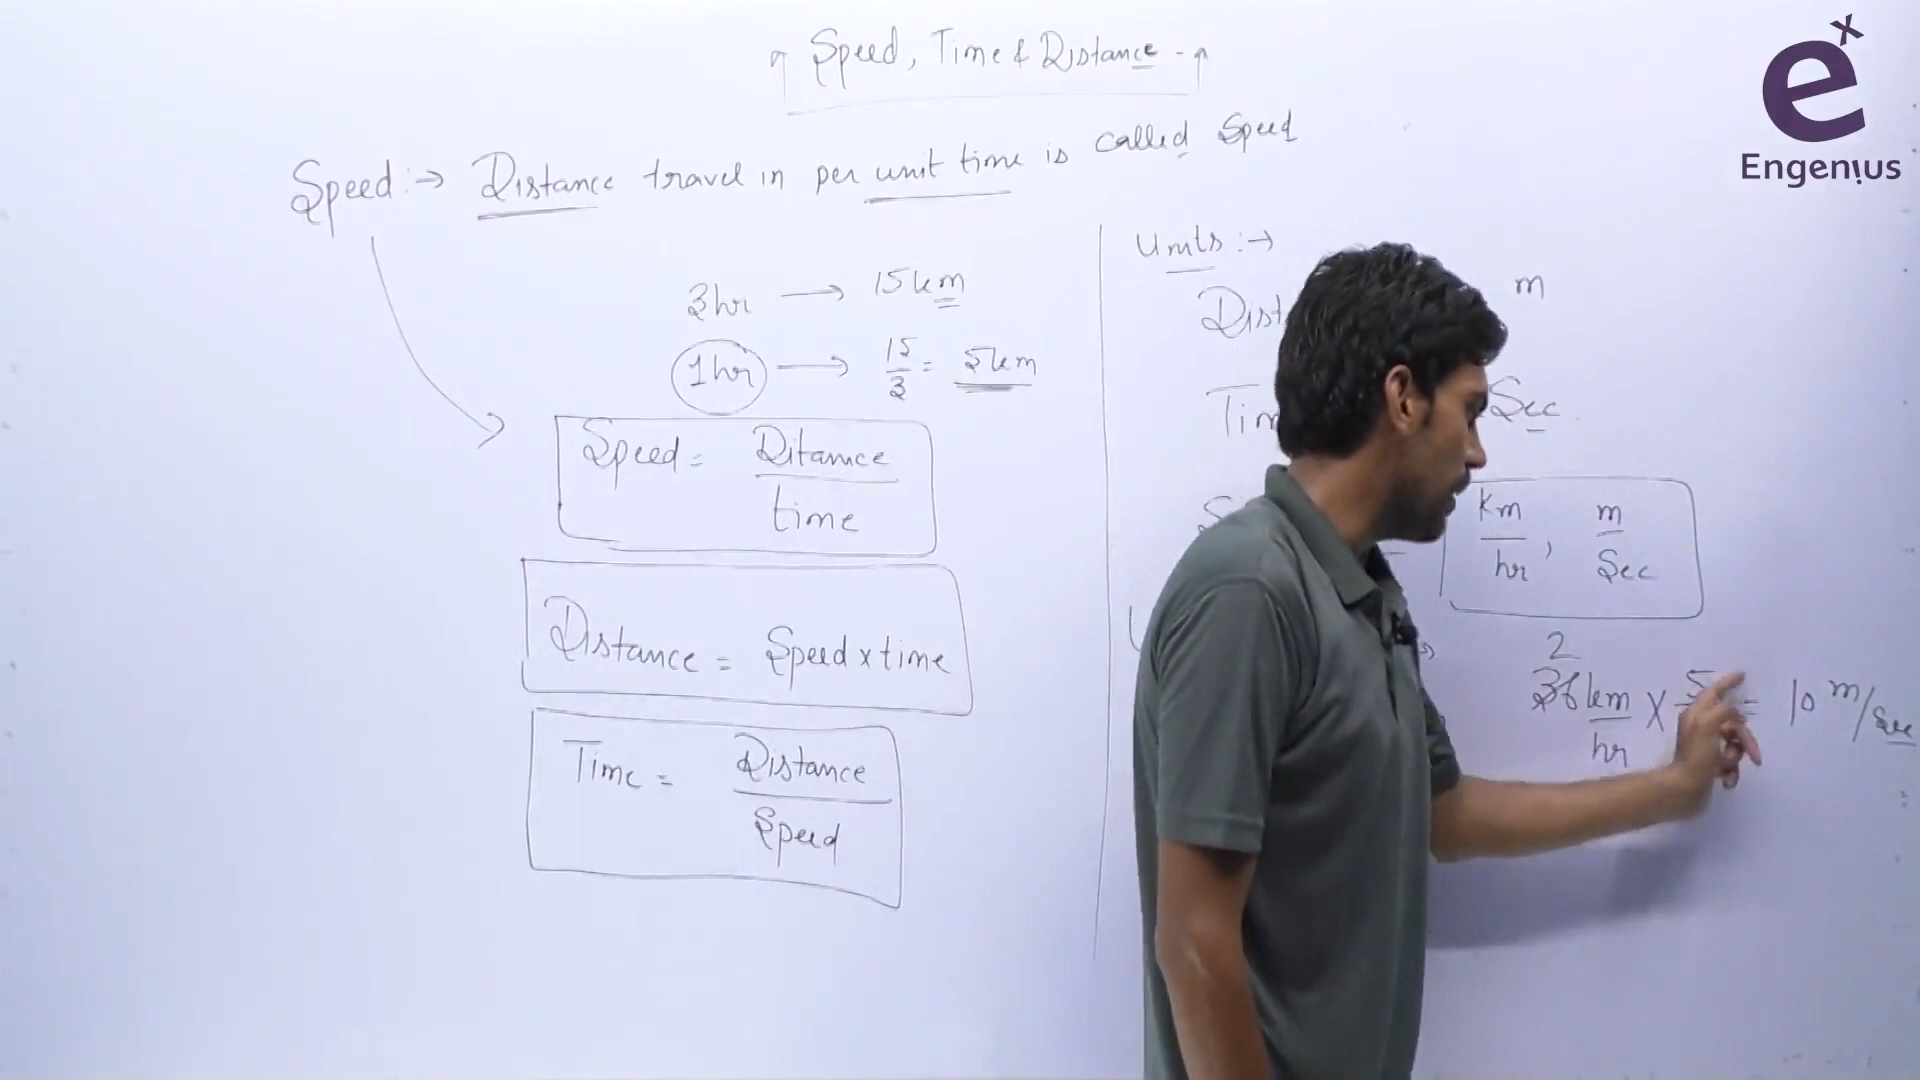 Speed, Time & Distance
Speed :→ Distance travel in per unit time is called Speed
3hr → 15km
1hr → 15/3 = 5km
Speed = Ditance / time
Distance = Speed x time
Time = Distance / Speed
Units :→
m
Sec
Km/hr, m/Sec
2
36 km/hr x 5 = 10 m/Sec
ex
Engenius